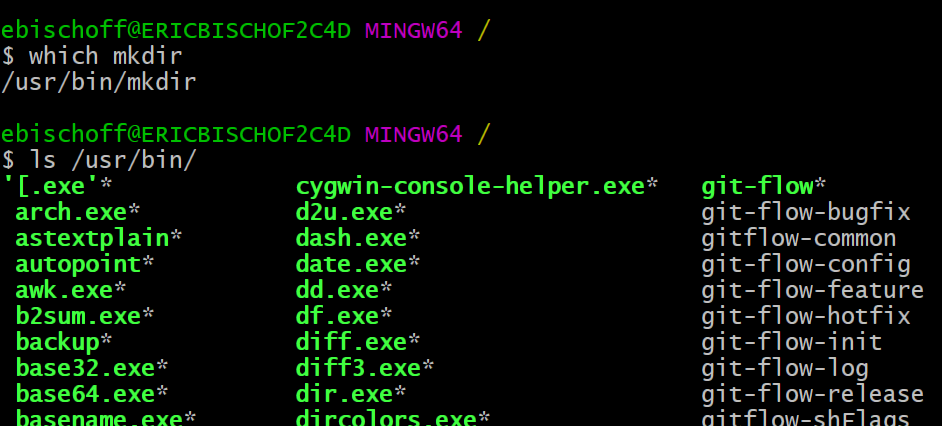 ebischoff@ERICBISCHOF2C4D MINGW64 /
$ which mkdir
/usr/bin/mkdir
ebischoff@ERICBISCHOF2C4D MINGW64 /
$ ls /usr/bin/
'[.exe'* cygwin-console-helper.exe* git-flow*
arch.exe* d2u.exe* git-flow-bugfix
astextplain* dash.exe* gitflow-common
autopoint* date.exe* git-flow-config
awk.exe* dd.exe* git-flow-feature
b2sum.exe* df.exe* git-flow-hotfix
backup* diff.exe* git-flow-init
base32.exe* diff3.exe* git-flow-log
base64.exe* dir.exe* git-flow-release
basename.exe* dircolors.exe* gitflow-shFlags